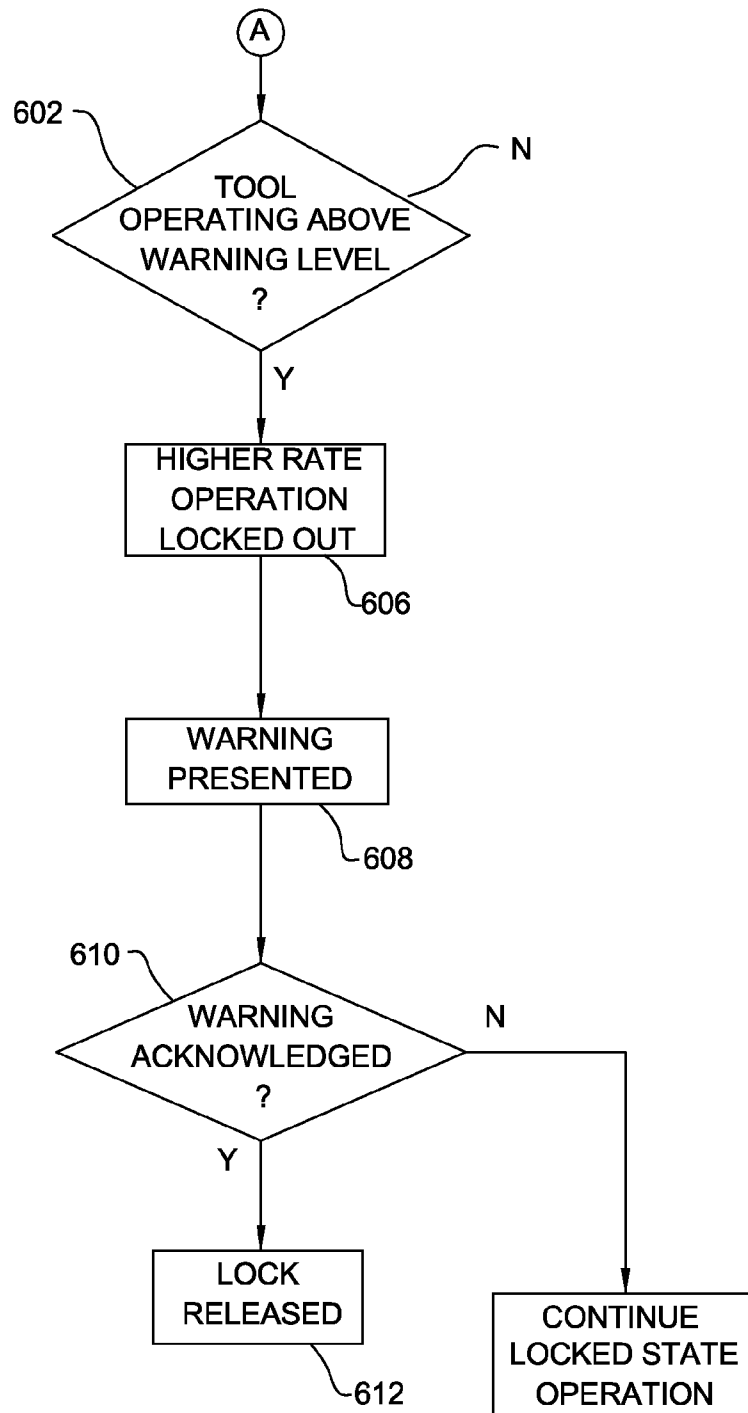 A
602
N
TOOL
OPERATING ABOVE
WARNING LEVEL
?
Y
HIGHER RATE
OPERATION
LOCKED OUT
606
WARNING
PRESENTED
608
610
WARNING
ACKNOWLEDGED
?
N
Y
LOCK
RELEASED
612
CONTINUE
LOCKED STATE
OPERATION